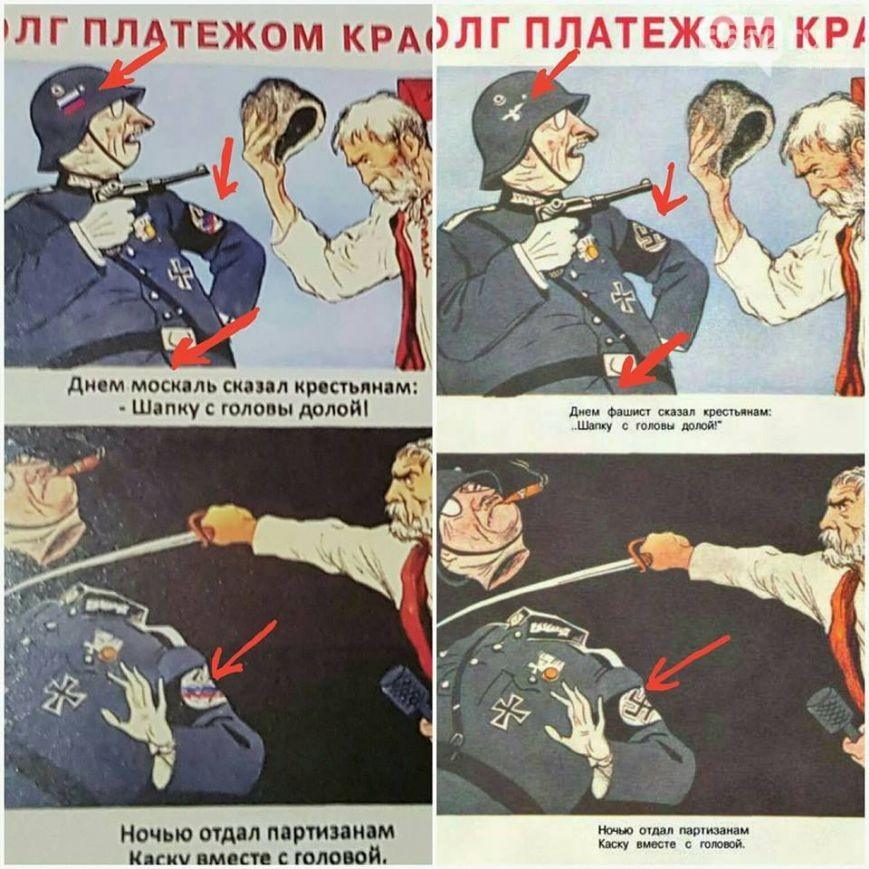 ОЛГ ПЛАТЕЖОМ КРАС
Днем москаль сказал крестьянам:
- Шапку с головы долой!
Ночью отдал партизанам
Каску вместе с головой.
ОЛГ ПЛАТЕЖОМ КРА
Днем фашист сказал крестьянам:
„Шапку с головы долой!"
Ночью отдал партизанам
Каску вместе с головой.